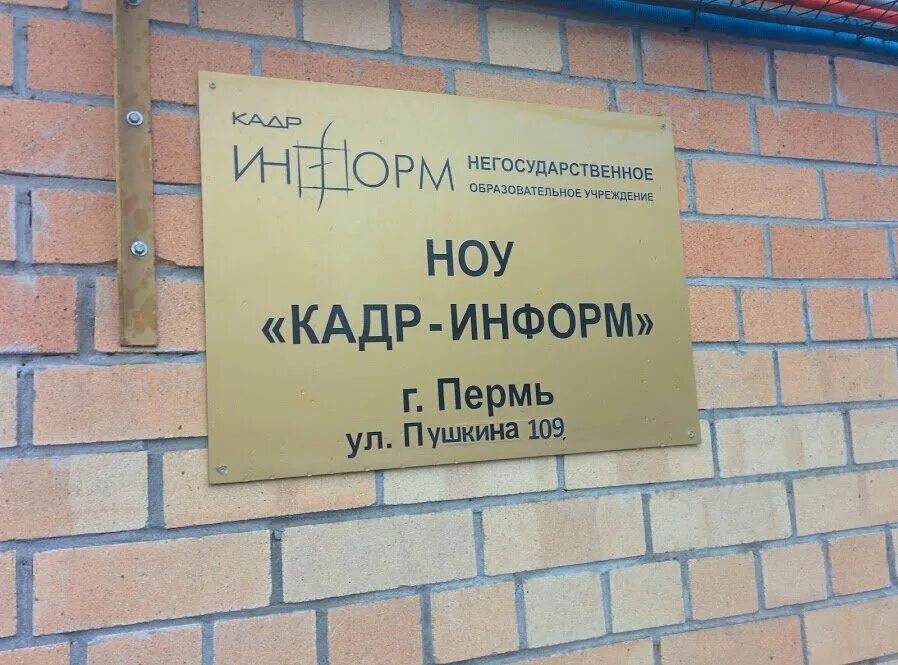 КАДР
ИНФОРМ
НЕГОСУДАРСТВЕННОЕ
ОБРАЗОВАТЕЛЬНОЕ УЧРЕЖДЕНИЕ
НОУ
«КАДР-ИНФОРМ»
г. Пермь
ул. Пушкина 109,